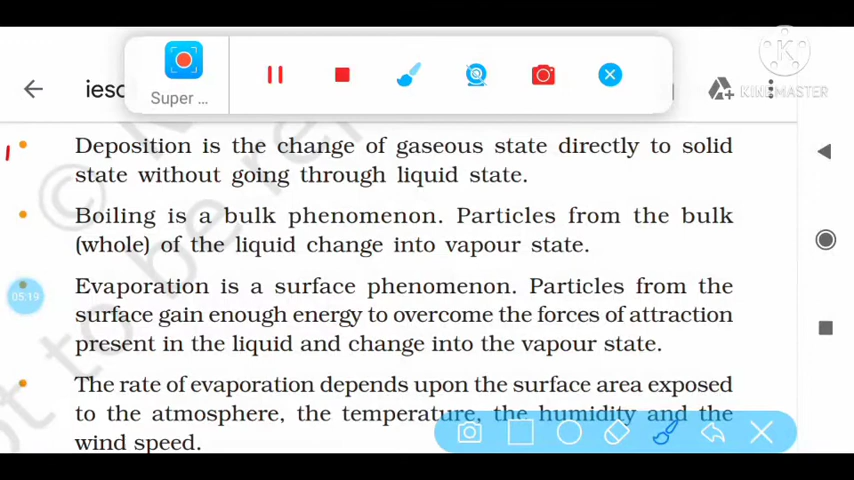 KINEMASTER
iesc
Super ...
Deposition is the change of gaseous state directly to solid
state without going through liquid state.
Boiling is a bulk phenomenon. Particles from the bulk
(whole) of the liquid change into vapour state.
05:19
Evaporation is a surface phenomenon. Particles from the
surface gain enough energy to overcome the forces of attraction
present in the liquid and change into the vapour state.
The rate of evaporation depends upon the surface area exposed
to the atmosphere, the temperature, the humidity and the
wind speed.